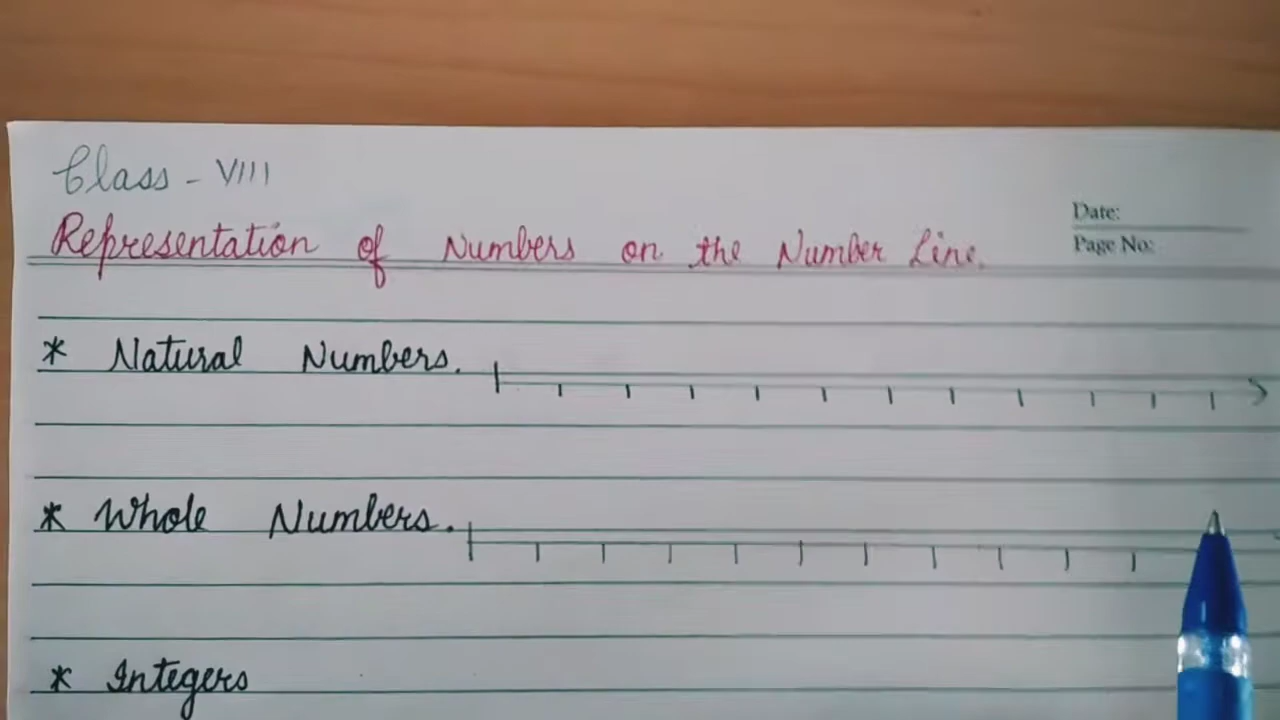 Class - VIII
Date:
Representation of Numbers on the Number Line.
Page No:
* Natural Numbers.
* Whole Numbers.
* Integers